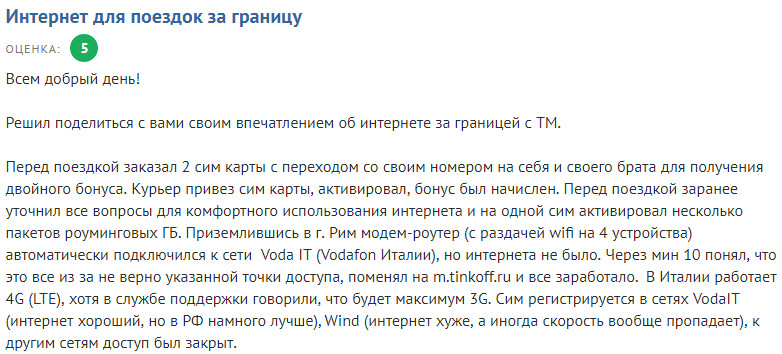 Интернет для поездок за границу
ОЦЕНКА: 5
Всем добрый день!
Решил поделиться с вами своим впечатлением об интернете за границей с ТМ.
Перед поездкой заказал 2 сим карты с переходом со своим номером на себя и своего брата для получения
двойного бонуса. Курьер привез сим карты, активировал, бонус был начислен. Перед поездкой заранее
уточнил все вопросы для комфортного использования интернета и на одной сим активировал несколько
пакетов роуминговых ГБ. Приземлившись в г. Рим модем-роутер (с раздачей wifi на 4 устройства)
автоматически подключился к сети  Voda IT (Vodafon Италии), но интернета не было. Через мин 10 понял, что
это все из за не верно указанной точки доступа, поменял на m.tinkoff.ru и все заработало.  В Италии работает
4G (LTE), хотя в службе поддержки говорили, что будет максимум 3G. Сим регистрируется в сетях VodaIT
(интернет хороший, но в РФ намного лучше), Wind (интернет хуже, а иногда скорость вообще пропадает), к
другим сетям доступ был закрыт.